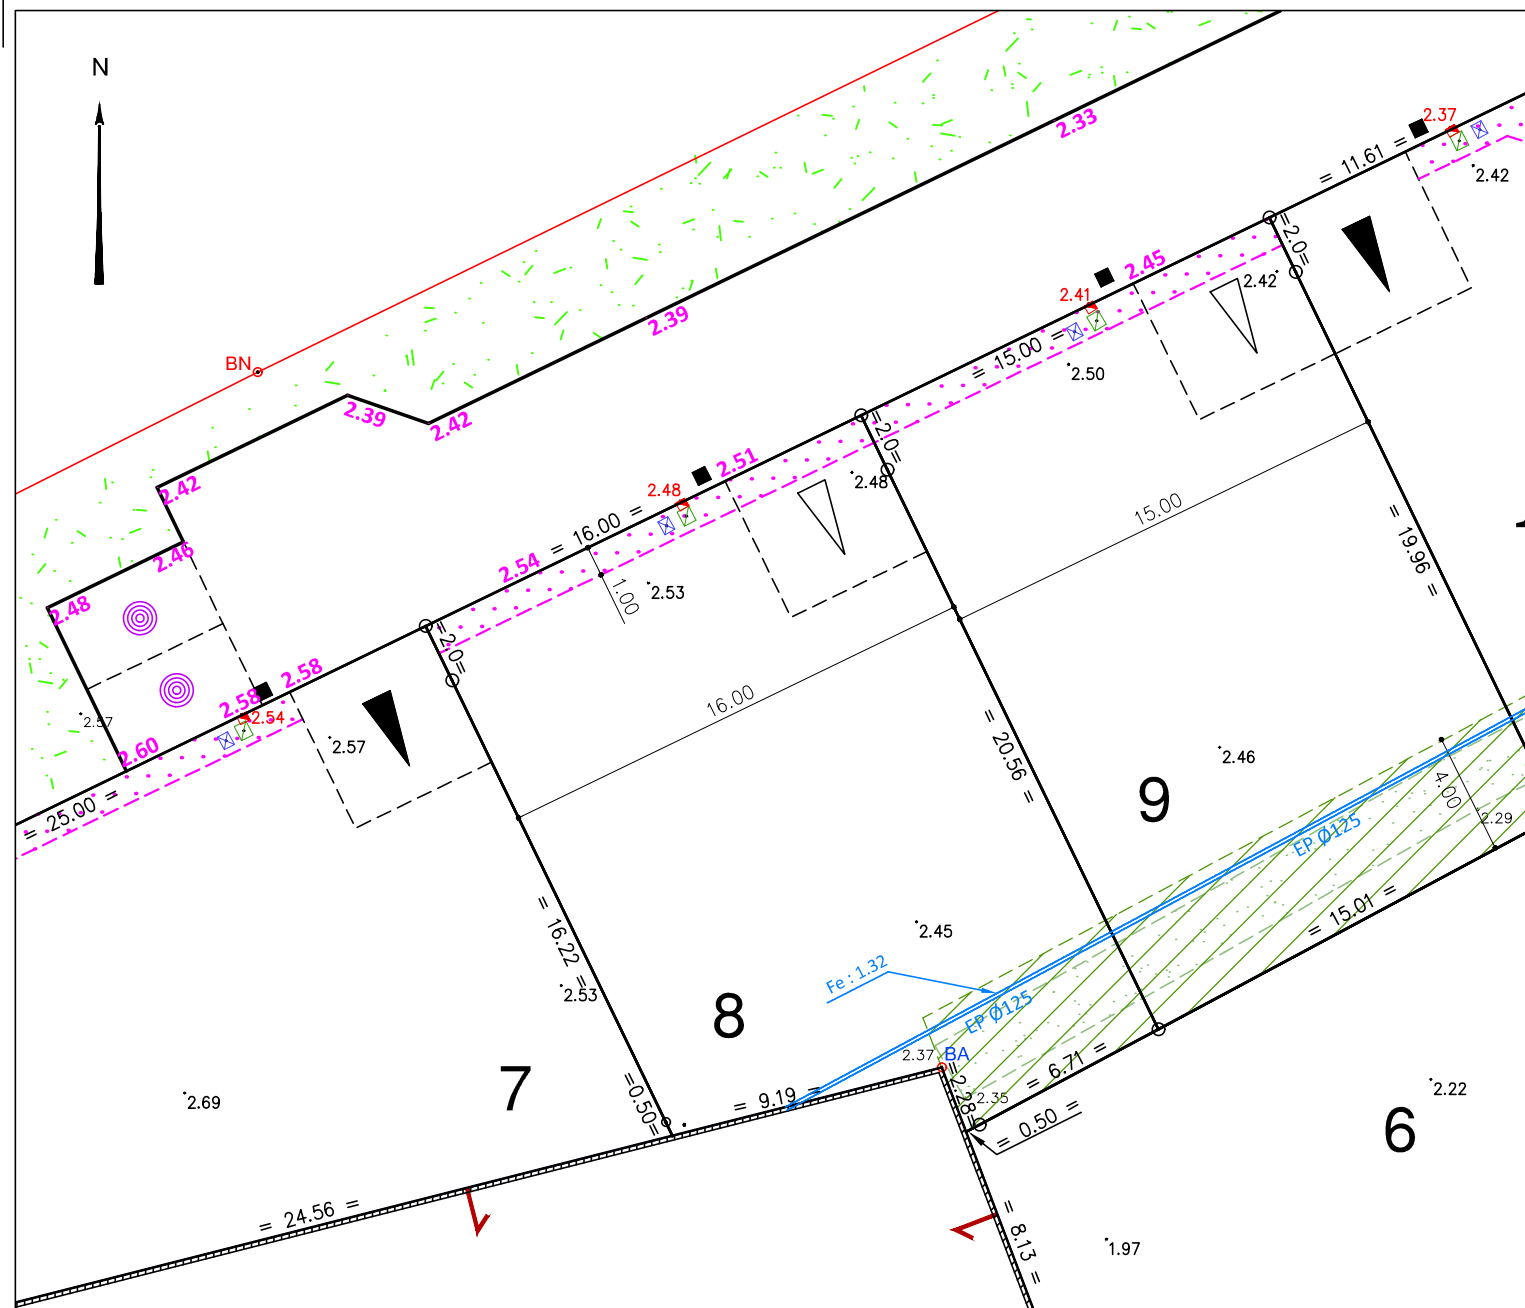 N
2.33
2.37
= 11.61 =
2.42
=2.0=
2.45
2.42
2.41
2.39
BN
= 15.00 =
2.50
2.39
2.42
=2.0=
2.51
2.48
2.48
2.42
15.00
= 16.00 =
= 19.96 =
2.46
2.54
2.53
1.00
2.48
=2.0=
2.58
16.00
2.58
2.54
2.57
2.57
2.60
= 20.56 =
2.46
4.00
9
2.29
= 25.00 =
EP Ø125
= 15.01 =
= 16.22 =
2.45
Fe : 1.32
2.53
8
EP Ø125
2.37
BA
= 6.71 =
7
2.69
=0.50=
= 9.19 =
=2.28=
2.35
2.22
= 0.50 =
6
= 24.56 =
= 8.13 =
1.97